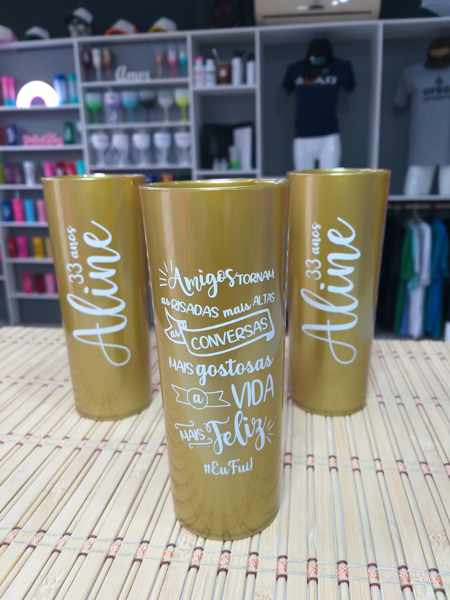 Amigos TORNAM
as RISADAS mais ALTAS
as CONVERSAS
MAIS gostosas
a VIDA
MAIS Feliz
#EuFui!
33 anos
Aline
33 anos
Aline
Amor